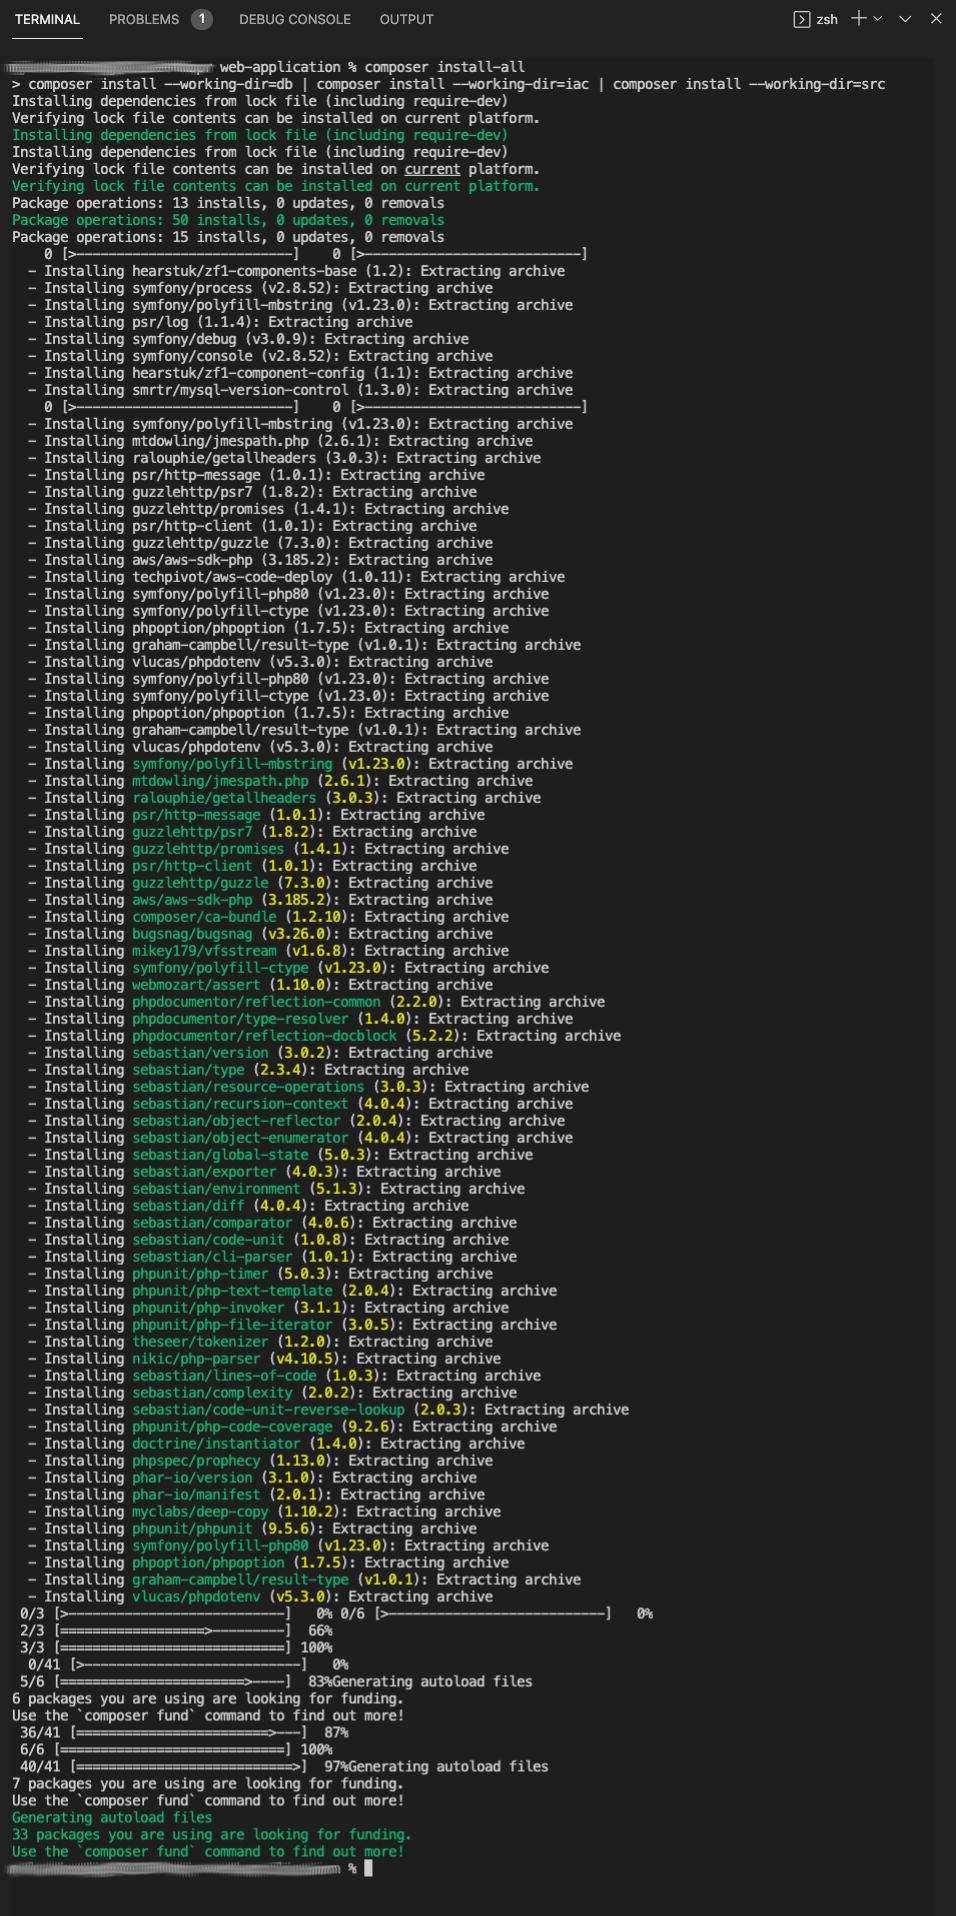 TERMINAL PROBLEMS 1 DEBUG CONSOLE OUTPUT zsh
web-application % composer install-all
> composer install --working-dir=db | composer install --working-dir=iac | composer install --working-dir=src
Installing dependencies from lock file (including require-dev)
Verifying lock file contents can be installed on current platform.
Installing dependencies from lock file (including require-dev)
Installing dependencies from lock file (including require-dev)
Verifying lock file contents can be installed on current platform.
Verifying lock file contents can be installed on current platform.
Package operations: 13 installs, 0 updates, 0 removals
Package operations: 50 installs, 0 updates, 0 removals
Package operations: 15 installs, 0 updates, 0 removals
0 [>---------------------------] 0 [>---------------------------]
- Installing hearstuk/zf1-components-base (1.2): Extracting archive
- Installing symfony/process (v2.8.52): Extracting archive
- Installing symfony/polyfill-mbstring (v1.23.0): Extracting archive
- Installing psr/log (1.1.4): Extracting archive
- Installing symfony/debug (v3.0.9): Extracting archive
- Installing symfony/console (v2.8.52): Extracting archive
- Installing hearstuk/zf1-component-config (1.1): Extracting archive
- Installing smrtr/mysql-version-control (1.3.0): Extracting archive
0 [>---------------------------] 0 [>---------------------------]
- Installing symfony/polyfill-mbstring (v1.23.0): Extracting archive
- Installing mtdowling/jmespath.php (2.6.1): Extracting archive
- Installing ralouphie/getallheaders (3.0.3): Extracting archive
- Installing psr/http-message (1.0.1): Extracting archive
- Installing guzzlehttp/psr7 (1.8.2): Extracting archive
- Installing guzzlehttp/promises (1.4.1): Extracting archive
- Installing psr/http-client (1.0.1): Extracting archive
- Installing guzzlehttp/guzzle (7.3.0): Extracting archive
- Installing aws/aws-sdk-php (3.185.2): Extracting archive
- Installing techpivot/aws-code-deploy (1.0.11): Extracting archive
- Installing symfony/polyfill-php80 (v1.23.0): Extracting archive
- Installing symfony/polyfill-ctype (v1.23.0): Extracting archive
- Installing phpoption/phpoption (1.7.5): Extracting archive
- Installing graham-campbell/result-type (v1.0.1): Extracting archive
- Installing vlucas/phpdotenv (v5.3.0): Extracting archive
- Installing symfony/polyfill-php80 (v1.23.0): Extracting archive
- Installing symfony/polyfill-ctype (v1.23.0): Extracting archive
- Installing phpoption/phpoption (1.7.5): Extracting archive
- Installing graham-campbell/result-type (v1.0.1): Extracting archive
- Installing vlucas/phpdotenv (v5.3.0): Extracting archive
- Installing symfony/polyfill-mbstring (v1.23.0): Extracting archive
- Installing mtdowling/jmespath.php (2.6.1): Extracting archive
- Installing ralouphie/getallheaders (3.0.3): Extracting archive
- Installing psr/http-message (1.0.1): Extracting archive
- Installing guzzlehttp/psr7 (1.8.2): Extracting archive
- Installing guzzlehttp/promises (1.4.1): Extracting archive
- Installing psr/http-client (1.0.1): Extracting archive
- Installing guzzlehttp/guzzle (7.3.0): Extracting archive
- Installing aws/aws-sdk-php (3.185.2): Extracting archive
- Installing composer/ca-bundle (1.2.10): Extracting archive
- Installing bugsnag/bugsnag (v3.26.0): Extracting archive
- Installing mikey179/vfsstream (v1.6.8): Extracting archive
- Installing symfony/polyfill-ctype (v1.23.0): Extracting archive
- Installing webmozart/assert (1.10.0): Extracting archive
- Installing phpdocumentor/reflection-common (2.2.0): Extracting archive
- Installing phpdocumentor/type-resolver (1.4.0): Extracting archive
- Installing phpdocumentor/reflection-docblock (5.2.2): Extracting archive
- Installing sebastian/version (3.0.2): Extracting archive
- Installing sebastian/type (2.3.4): Extracting archive
- Installing sebastian/resource-operations (3.0.3): Extracting archive
- Installing sebastian/recursion-context (4.0.4): Extracting archive
- Installing sebastian/object-reflector (2.0.4): Extracting archive
- Installing sebastian/object-enumerator (4.0.4): Extracting archive
- Installing sebastian/global-state (5.0.3): Extracting archive
- Installing sebastian/exporter (4.0.3): Extracting archive
- Installing sebastian/environment (5.1.3): Extracting archive
- Installing sebastian/diff (4.0.4): Extracting archive
- Installing sebastian/comparator (4.0.6): Extracting archive
- Installing sebastian/code-unit (1.0.8): Extracting archive
- Installing sebastian/cli-parser (1.0.1): Extracting archive
- Installing phpunit/php-timer (5.0.3): Extracting archive
- Installing phpunit/php-text-template (2.0.4): Extracting archive
- Installing phpunit/php-invoker (3.1.1): Extracting archive
- Installing phpunit/php-file-iterator (3.0.5): Extracting archive
- Installing theseer/tokenizer (1.2.0): Extracting archive
- Installing nikic/php-parser (v4.10.5): Extracting archive
- Installing sebastian/lines-of-code (1.0.3): Extracting archive
- Installing sebastian/complexity (2.0.2): Extracting archive
- Installing sebastian/code-unit-reverse-lookup (2.0.3): Extracting archive
- Installing phpunit/php-code-coverage (9.2.6): Extracting archive
- Installing doctrine/instantiator (1.4.0): Extracting archive
- Installing phpspec/prophecy (1.13.0): Extracting archive
- Installing phar-io/version (3.1.0): Extracting archive
- Installing phar-io/manifest (2.0.1): Extracting archive
- Installing myclabs/deep-copy (1.10.2): Extracting archive
- Installing phpunit/phpunit (9.5.6): Extracting archive
- Installing symfony/polyfill-php80 (v1.23.0): Extracting archive
- Installing phpoption/phpoption (1.7.5): Extracting archive
- Installing graham-campbell/result-type (v1.0.1): Extracting archive
- Installing vlucas/phpdotenv (v5.3.0): Extracting archive
0/3 [>---------------------------] 0% 0/6 [>---------------------------] 0%
2/3 [==================>---------] 66%
3/3 [============================] 100%
0/41 [>---------------------------] 0%
5/6 [=======================>----] 83%Generating autoload files
6 packages you are using are looking for funding.
Use the `composer fund` command to find out more!
36/41 [========================>---] 87%
6/6 [============================] 100%
40/41 [===========================>] 97%Generating autoload files
7 packages you are using are looking for funding.
Use the `composer fund` command to find out more!
Generating autoload files
33 packages you are using are looking for funding.
Use the `composer fund` command to find out more!
%